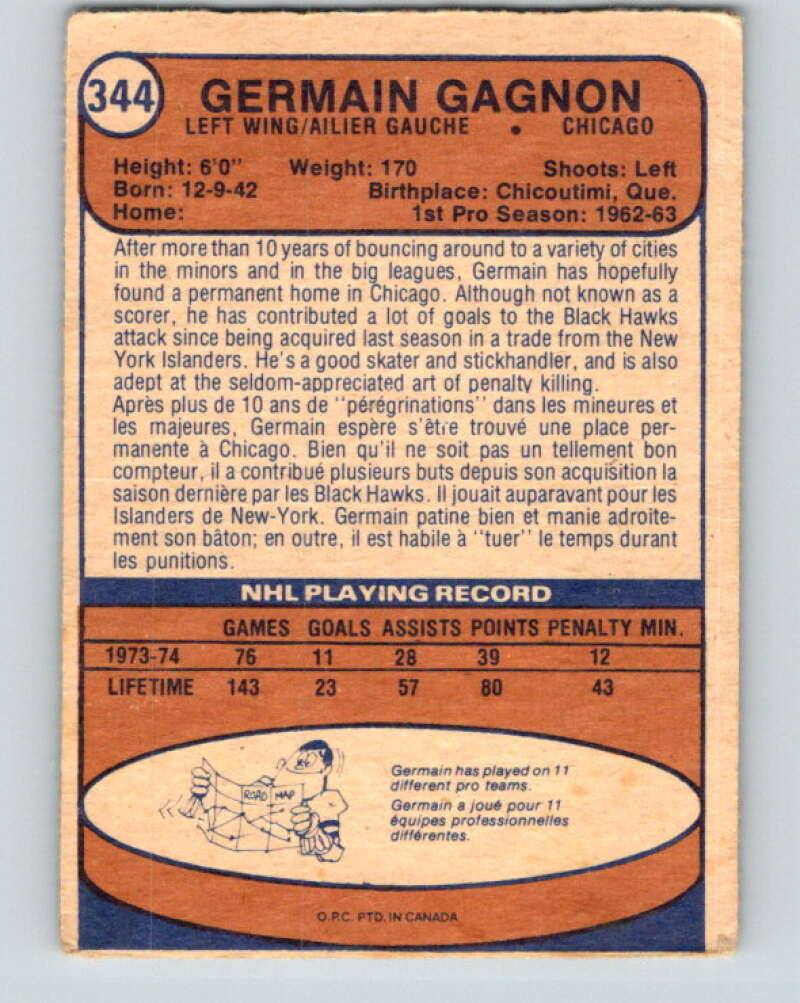 344
GERMAIN GAGNON
LEFT WING/AILIER GAUCHE • CHICAGO
Height: 6'0" Weight: 170 Shoots: Left
Born: 12-9-42 Birthplace: Chicoutimi, Que.
Home: 1st Pro Season: 1962-63
After more than 10 years of bouncing around to a variety of cities
in the minors and in the big leagues, Germain has hopefully
found a permanent home in Chicago. Although not known as a
scorer, he has contributed a lot of goals to the Black Hawks
attack since being acquired last season in a trade from the New
York Islanders. He's a good skater and stickhandler, and is also
adept at the seldom-appreciated art of penalty killing.
Après plus de 10 ans de "pérégrinations" dans les mineures et
les majeures, Germain espère s'être trouvé une place per-
manente à Chicago. Bien qu'il ne soit pas un tellement bon
compteur, il a contribué plusieurs buts depuis son acquisition la
saison dernière par les Black Hawks. Il jouait auparavant pour les
Islanders de New-York. Germain patine bien et manie adroite-
ment son bâton; en outre, il est habile à "tuer" le temps durant
les punitions.
NHL PLAYING RECORD
GAMES GOALS ASSISTS POINTS PENALTY MIN.
1973-74 76 11 28 39 12
LIFETIME 143 23 57 80 43
ROAD MAP
Germain has played on 11
different pro teams.
Germain a joué pour 11
équipes professionnelles
différentes.
O.P.C. PTD. IN CANADA